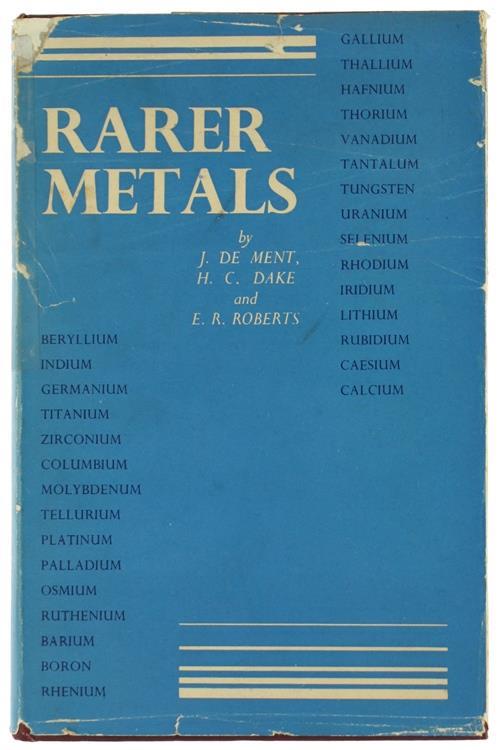 RARER
METALS
by
J. DE MENT,
H. C. DAKE
and
E. R. ROBERTS
GALLIUM
THALLIUM
HAFNIUM
THORIUM
VANADIUM
TANTALUM
TUNGSTEN
URANIUM
SELENIUM
RHODIUM
IRIDIUM
LITHIUM
RUBIDIUM
CAESIUM
CALCIUM
BERYLLIUM
INDIUM
GERMANIUM
TITANIUM
ZIRCONIUM
COLUMBIUM
MOLYBDENUM
TELLURIUM
PLATINUM
PALLADIUM
OSMIUM
RUTHENIUM
BARIUM
BORON
RHENIUM